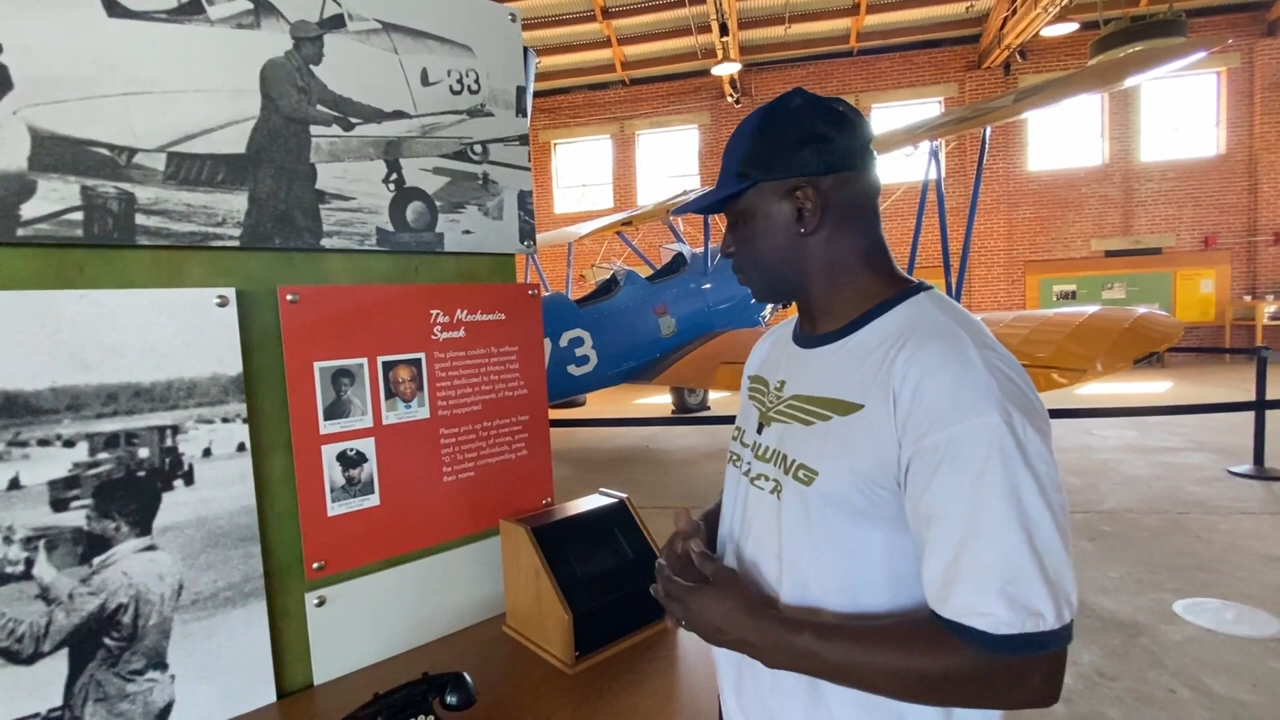 33
The Mechanics
Speak
The planes couldn't fly without
good maintenance personnel.
The mechanics at Moton Field
were dedicated to the mission,
taking pride in their jobs and in
the accomplishments of the pilots
they supported.
Please pick up the phone to hear
these voices. For an overview
and a sampling of voices, press
"0." To hear individuals, press
the number corresponding with
their name.
73